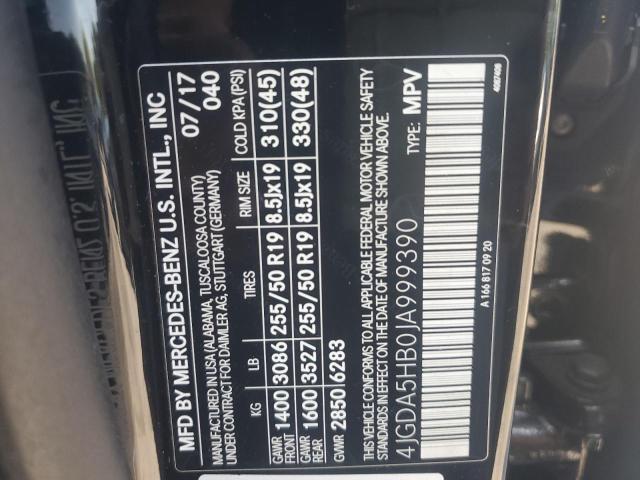 MFD BY MERCEDES-BENZ U.S. INTL., INC
MANUFACTURED IN USA (ALABAMA, TUSCALOOSA COUNTY)
CONSTRUCTED FOR DAIMLER AG, STUTTGART (GERMANY)
07/17
040
KG LB TIRES RIM SIZE COLD KPA (PSI)
GAWR FRONT 1400 3086 255/50 R19 8.5Jx19 310(45)
GAWR REAR 1600 3527 255/50 R19 8.5Jx19 330(48)
GVWR 2850 6283
THIS VEHICLE CONFORMS TO ALL APPLICABLE FEDERAL MOTOR VEHICLE SAFETY
STANDARDS IN EFFECT ON THE DATE OF MANUFACTURE SHOWN ABOVE.
4JGDA5HB0JA999390 TYPE: MPV
A 166 817 09 20
4087406